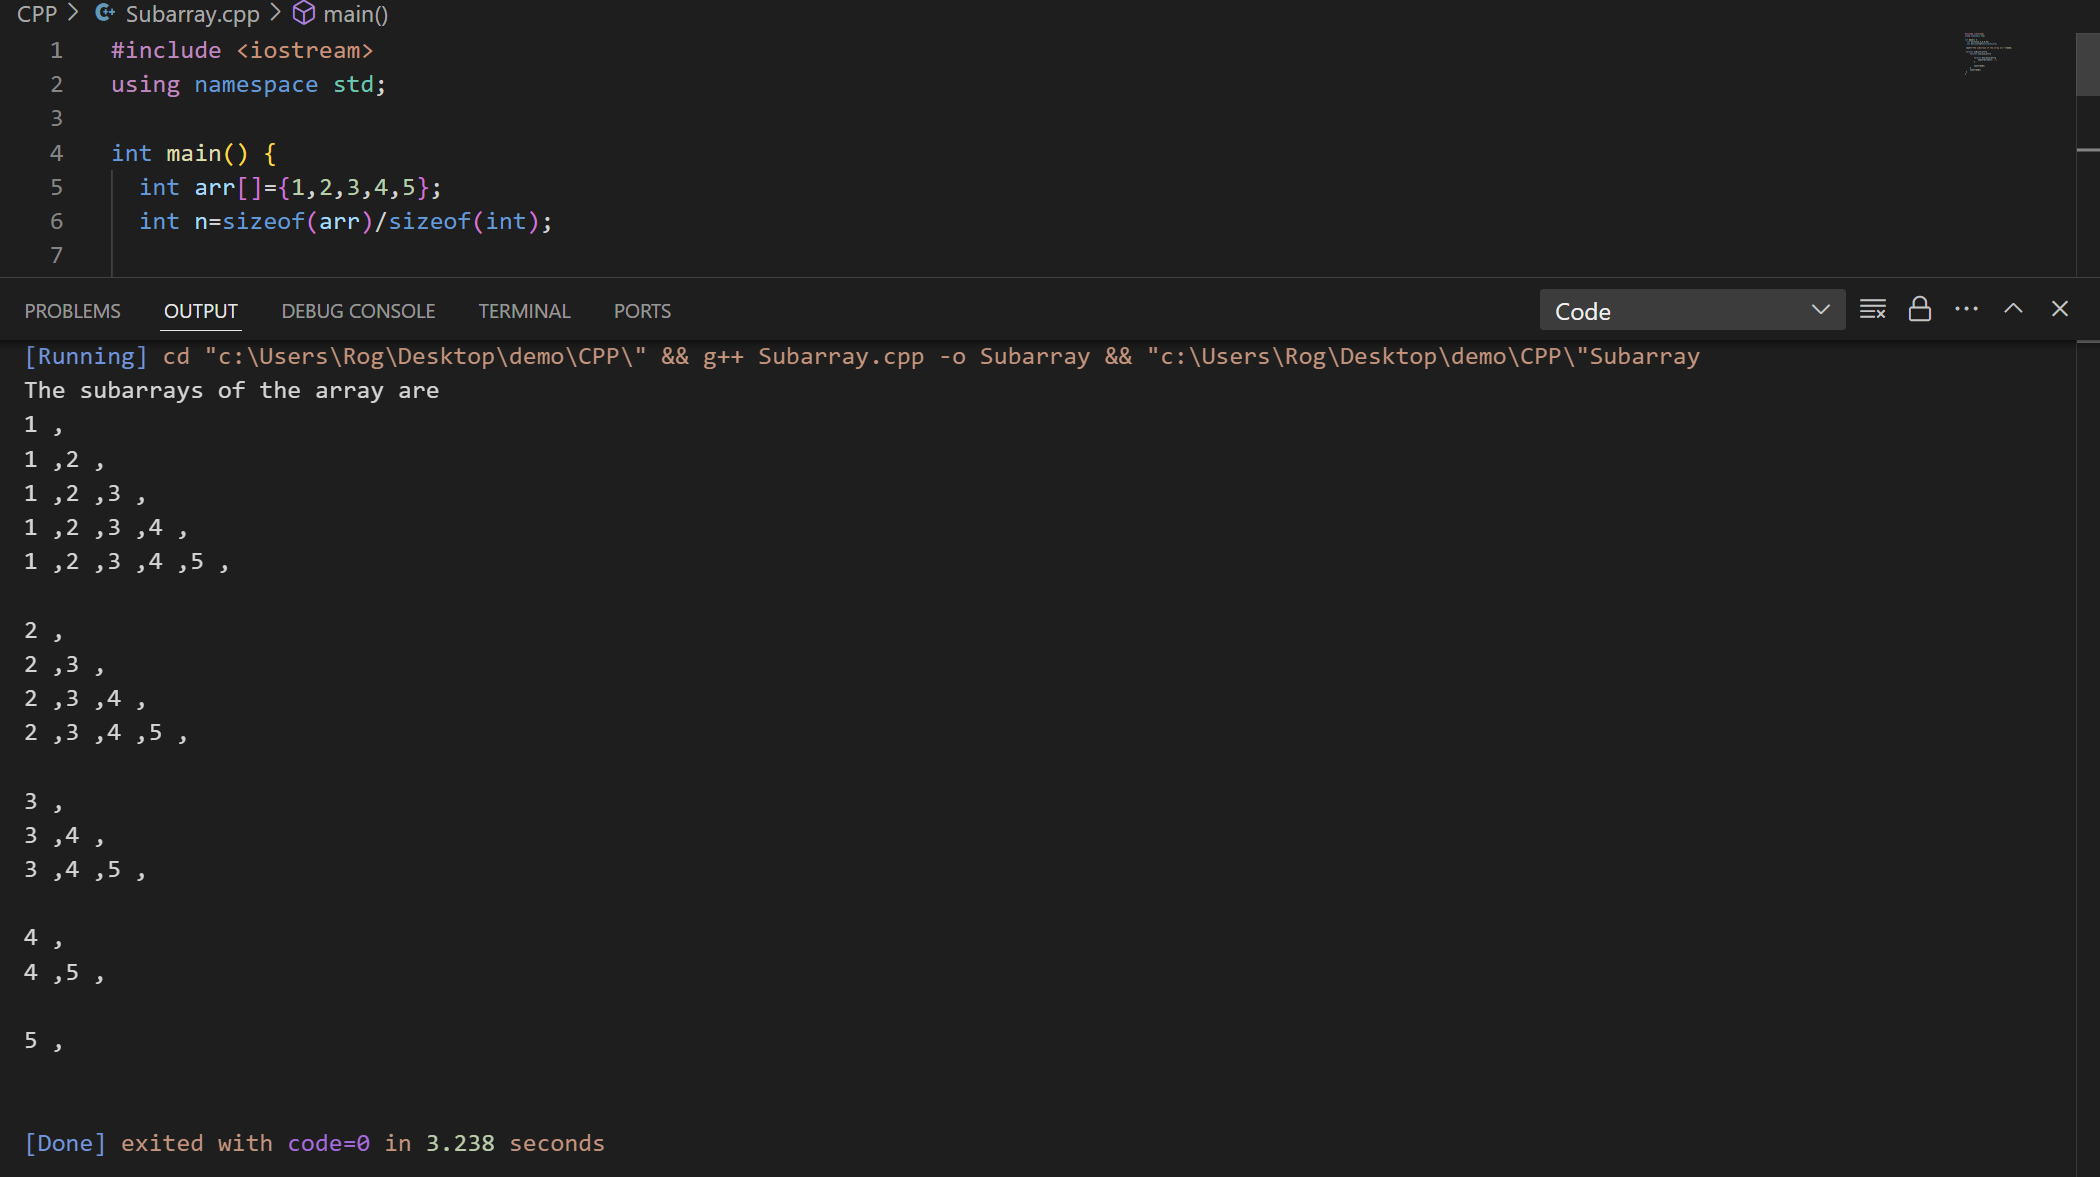 CPP > Subarray.cpp > main()
1 #include <iostream>
2 using namespace std;
3
4 int main() {
5 int arr[]={1,2,3,4,5};
6 int n=sizeof(arr)/sizeof(int);
7
PROBLEMS OUTPUT DEBUG CONSOLE TERMINAL PORTS Code
[Running] cd "c:\Users\Rog\Desktop\demo\CPP\" && g++ Subarray.cpp -o Subarray && "c:\Users\Rog\Desktop\demo\CPP\"Subarray
The subarrays of the array are
1 ,
1 ,2 ,
1 ,2 ,3 ,
1 ,2 ,3 ,4 ,
1 ,2 ,3 ,4 ,5 ,
2 ,
2 ,3 ,
2 ,3 ,4 ,
2 ,3 ,4 ,5 ,
3 ,
3 ,4 ,
3 ,4 ,5 ,
4 ,
4 ,5 ,
5 ,
[Done] exited with code=0 in 3.238 seconds